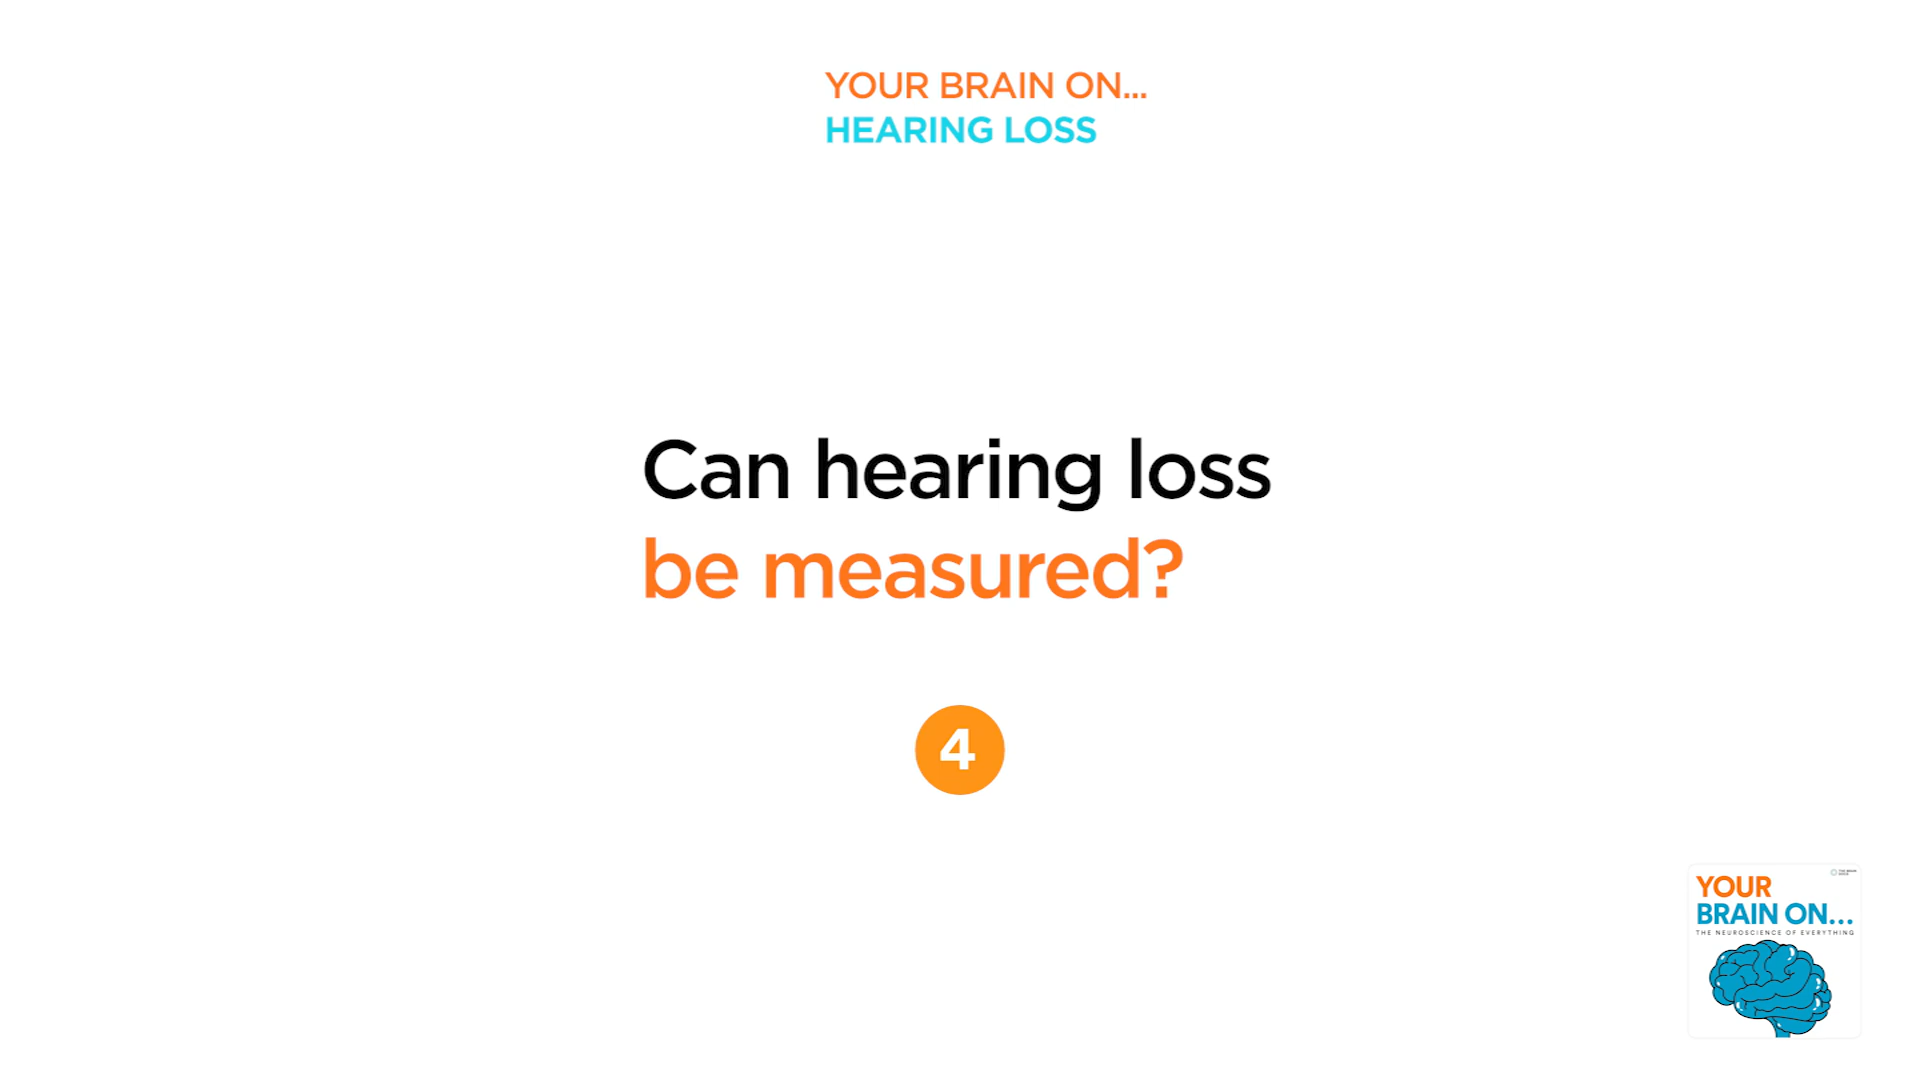 YOUR BRAIN ON...
HEARING LOSS
Can hearing loss
be measured?
4
YOUR
BRAIN ON...
THE NEUROSCIENCE OF EVERYTHING